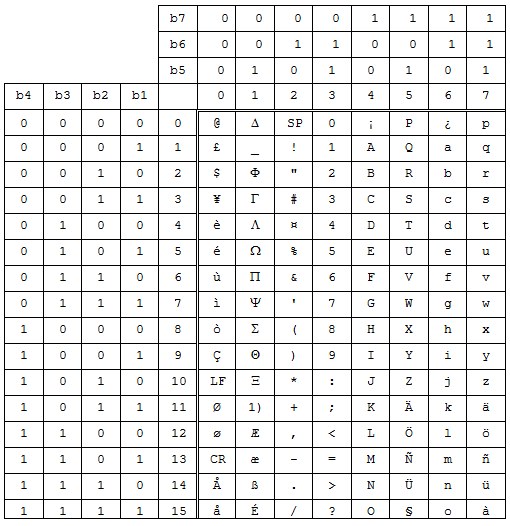 b7 0 0 0 0 1 1 1 1
b6 0 0 1 1 0 0 1 1
b5 0 1 0 1 0 1 0 1
b4 b3 b2 b1 0 1 2 3 4 5 6 7
0 0 0 0 0 @ Δ SP 0 ¡ P ¿ p
0 0 0 1 1 £ _ ! 1 A Q a q
0 0 1 0 2 $ Φ " 2 B R b r
0 0 1 1 3 ¥ Γ # 3 C S c s
0 1 0 0 4 è Λ ¤ 4 D T d t
0 1 0 1 5 é Ω % 5 E U e u
0 1 1 0 6 ù Π & 6 F V f v
0 1 1 1 7 ì Ψ ' 7 G W g w
1 0 0 0 8 ò Σ ( 8 H X h x
1 0 0 1 9 Ç Θ ) 9 I Y i y
1 0 1 0 10 LF Ξ * : J Z j z
1 0 1 1 11 Ø 1) + ; K Ä k ä
1 1 0 0 12 ø Æ , < L Ö l ö
1 1 0 1 13 CR æ - = M Ñ m ñ
1 1 1 0 14 Å ß . > N Ü n ü
1 1 1 1 15 å É / ? O § o à